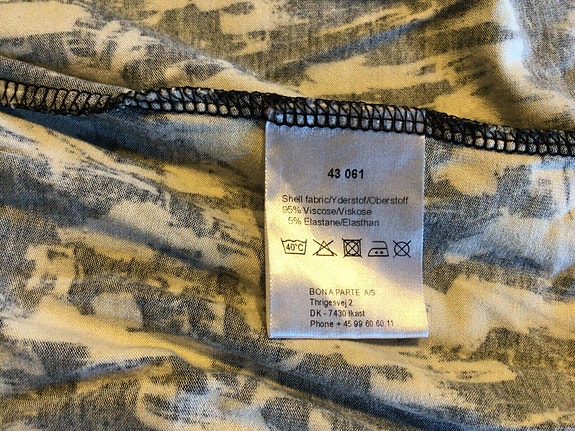 43 061
Shell fabric/Yderstof/Oberstoff
95% Viscose/Viskose
5% Elastane/Elasthan
40°C
BON A PARTE A/S
Thrigesvej 2
DK - 7430 Ikast
Phone + 45 99 60 60 11